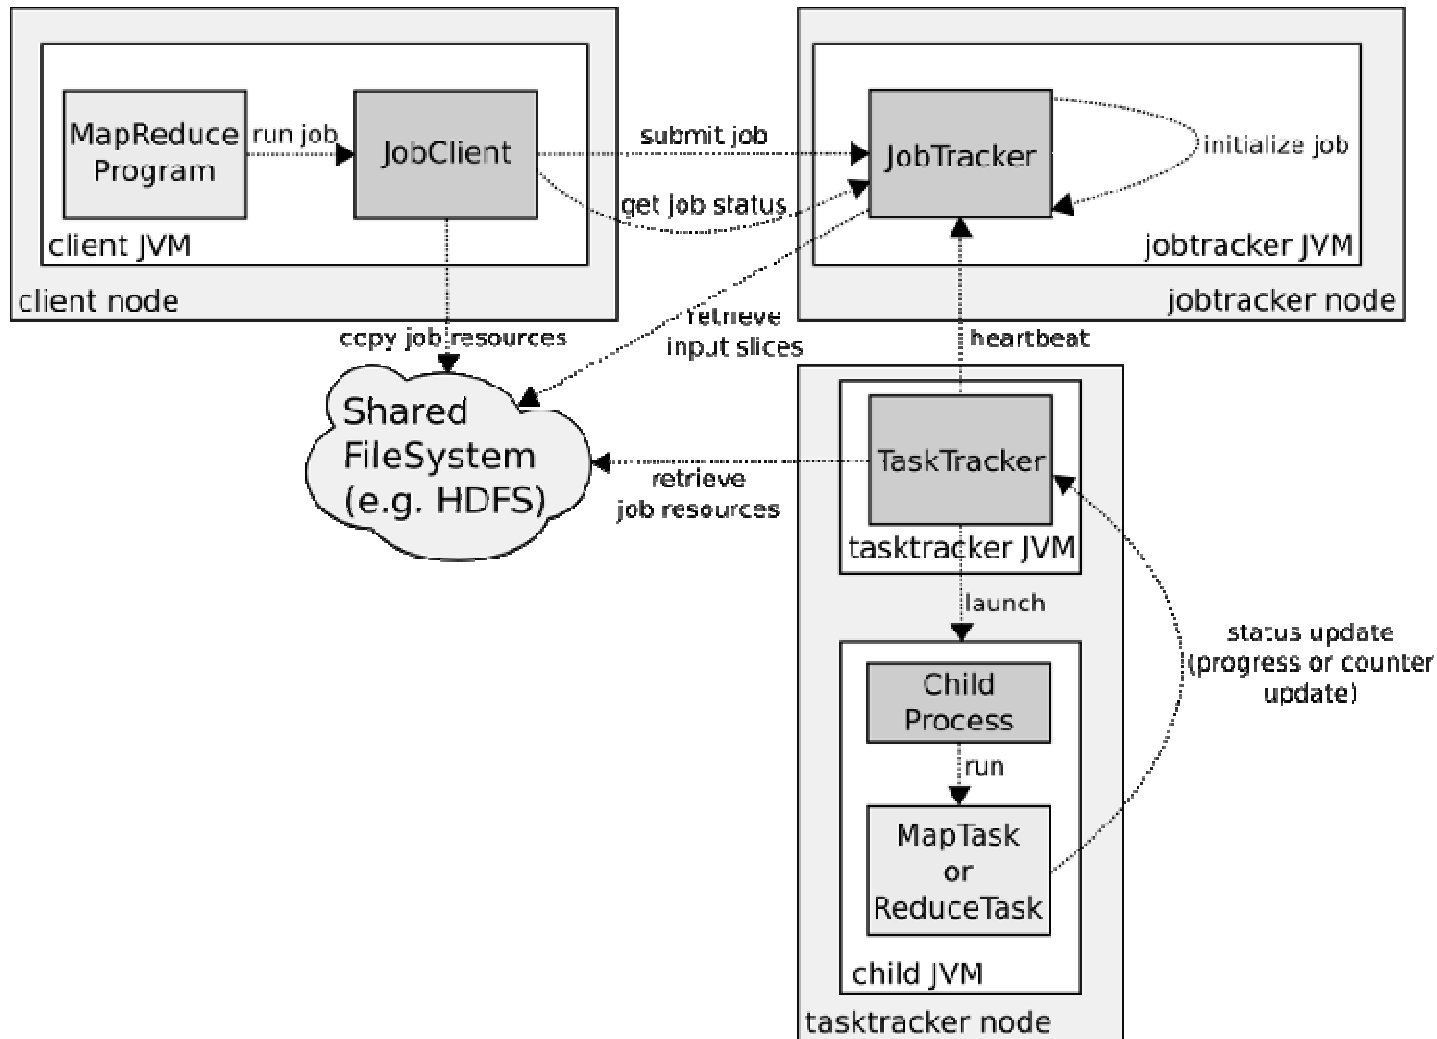 MapReduce
Program
run job
JobClient
client JVM
client node
submit job
get job status
JobTracker
initialize job
jobtracker JVM
jobtracker node
copy job resources
retrieve
input slices
heartbeat
Shared
FileSystem
(e.g. HDFS)
retrieve
job resources
TaskTracker
tasktracker JVM
launch
status update
(progress or counter
update)
Child
Process
run
MapTask
or
ReduceTask
child JVM
tasktracker node